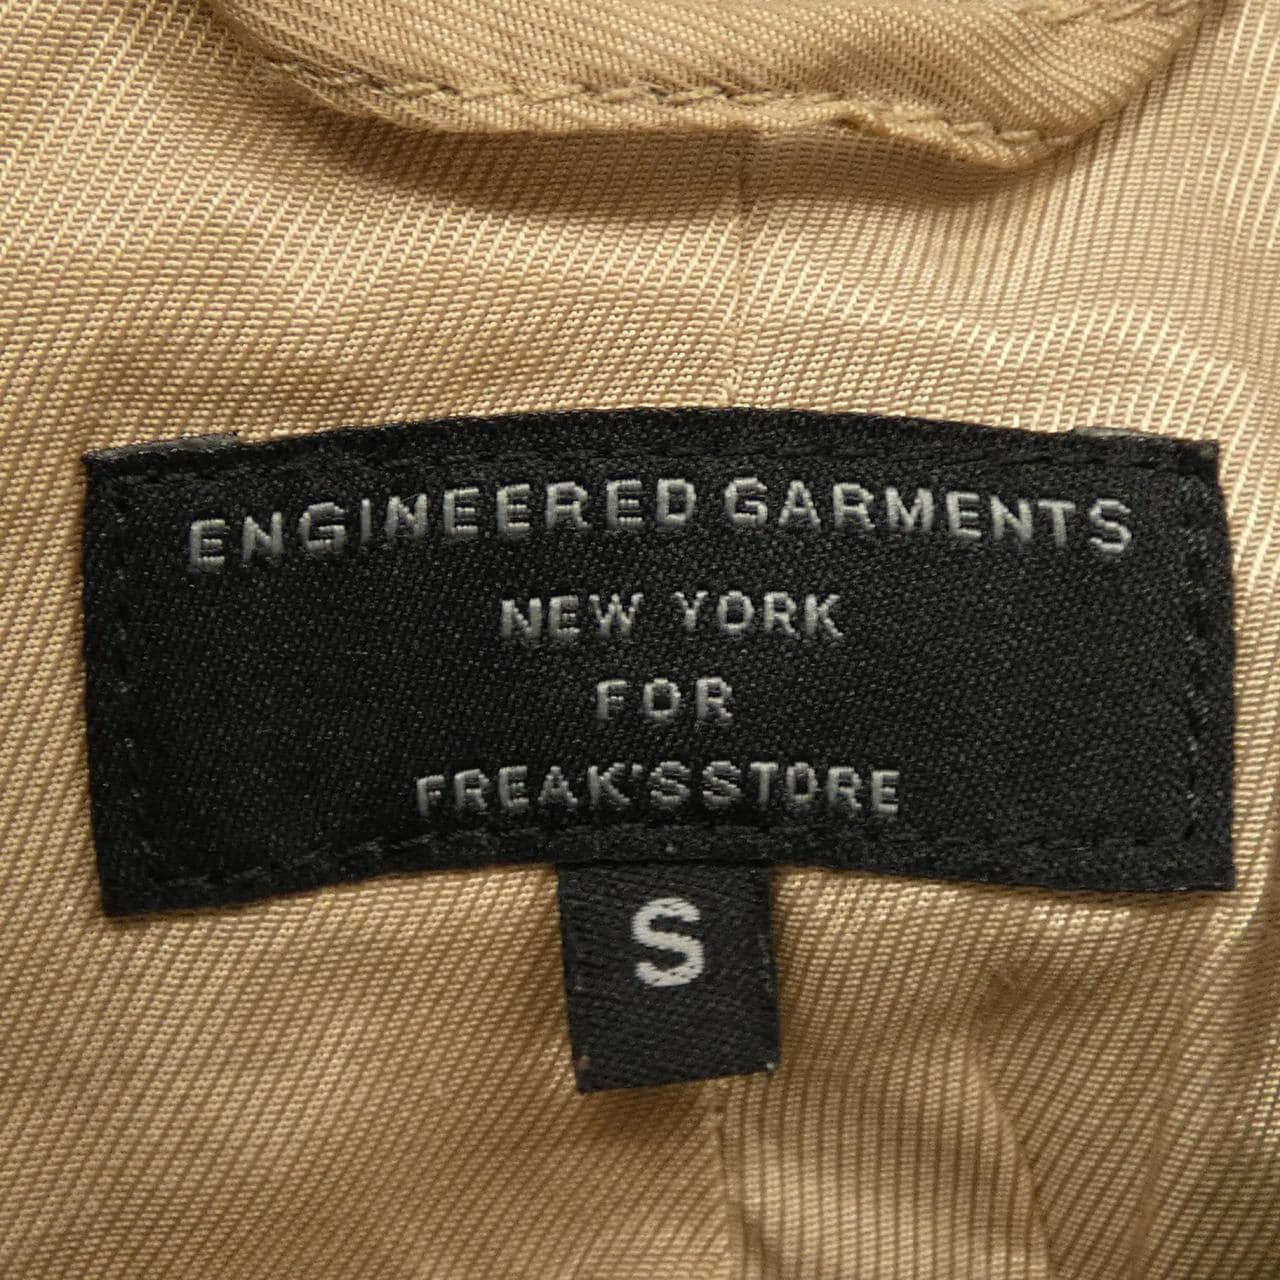 ENGINEERED GARMENTS
NEW YORK
FOR
FREAK'S STORE
S